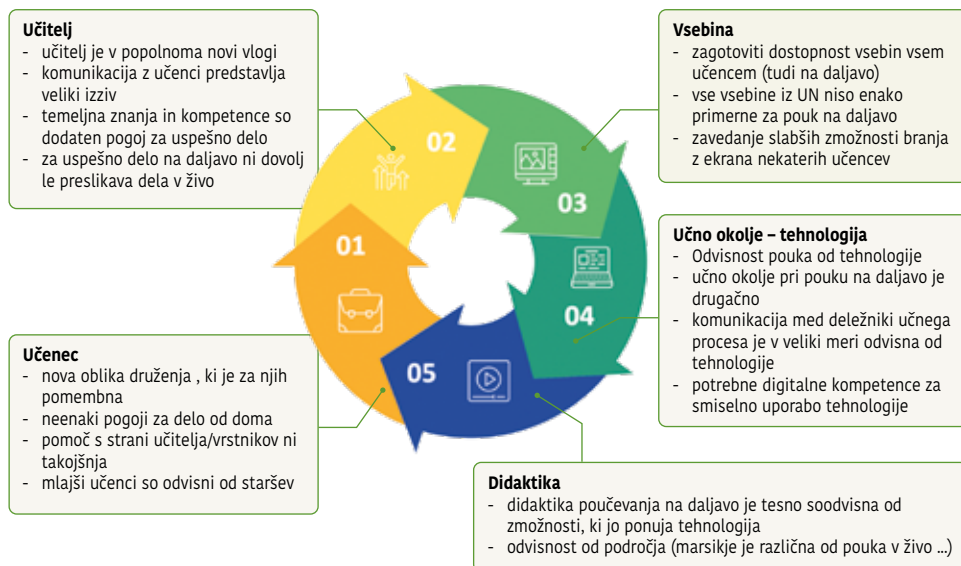 Učitelj
- učitelj je v popolnoma novi vlogi
- komunikacija z učenci predstavlja
veliki izziv
- temeljna znanja in kompetence so
dodaten pogoj za uspešno delo
- za uspešno delo na daljavo ni dovolj
le preslikava dela v živo
Vsebina
- zagotoviti dostopnost vsebin vsem
učencem (tudi na daljavo)
- vse vsebine iz UN niso enako
primerne za pouk na daljavo
- zavedanje slabših zmožnosti branja
z ekrana nekaterih učencev
02
03
01
04
05
Učno okolje – tehnologija
- Odvisnost pouka od tehnologije
- učno okolje pri pouku na daljavo je
drugačno
- komunikacija med deležniki učnega
procesa je v veliki meri odvisna od
tehnologije
- potrebne digitalne kompetence za
smiselno uporabo tehnologije
Učenec
- nova oblika druženja , ki je za njih
pomembna
- neenaki pogoji za delo od doma
- pomoč s strani učitelja/vrstnikov ni
takojšnja
- mlajši učenci so odvisni od staršev
Didaktika
- didaktika poučevanja na daljavo je tesno soodvisna od
zmožnosti, ki jo ponuja tehnologija
- odvisnost od področja (marsikje je različna od pouka v živo ...)